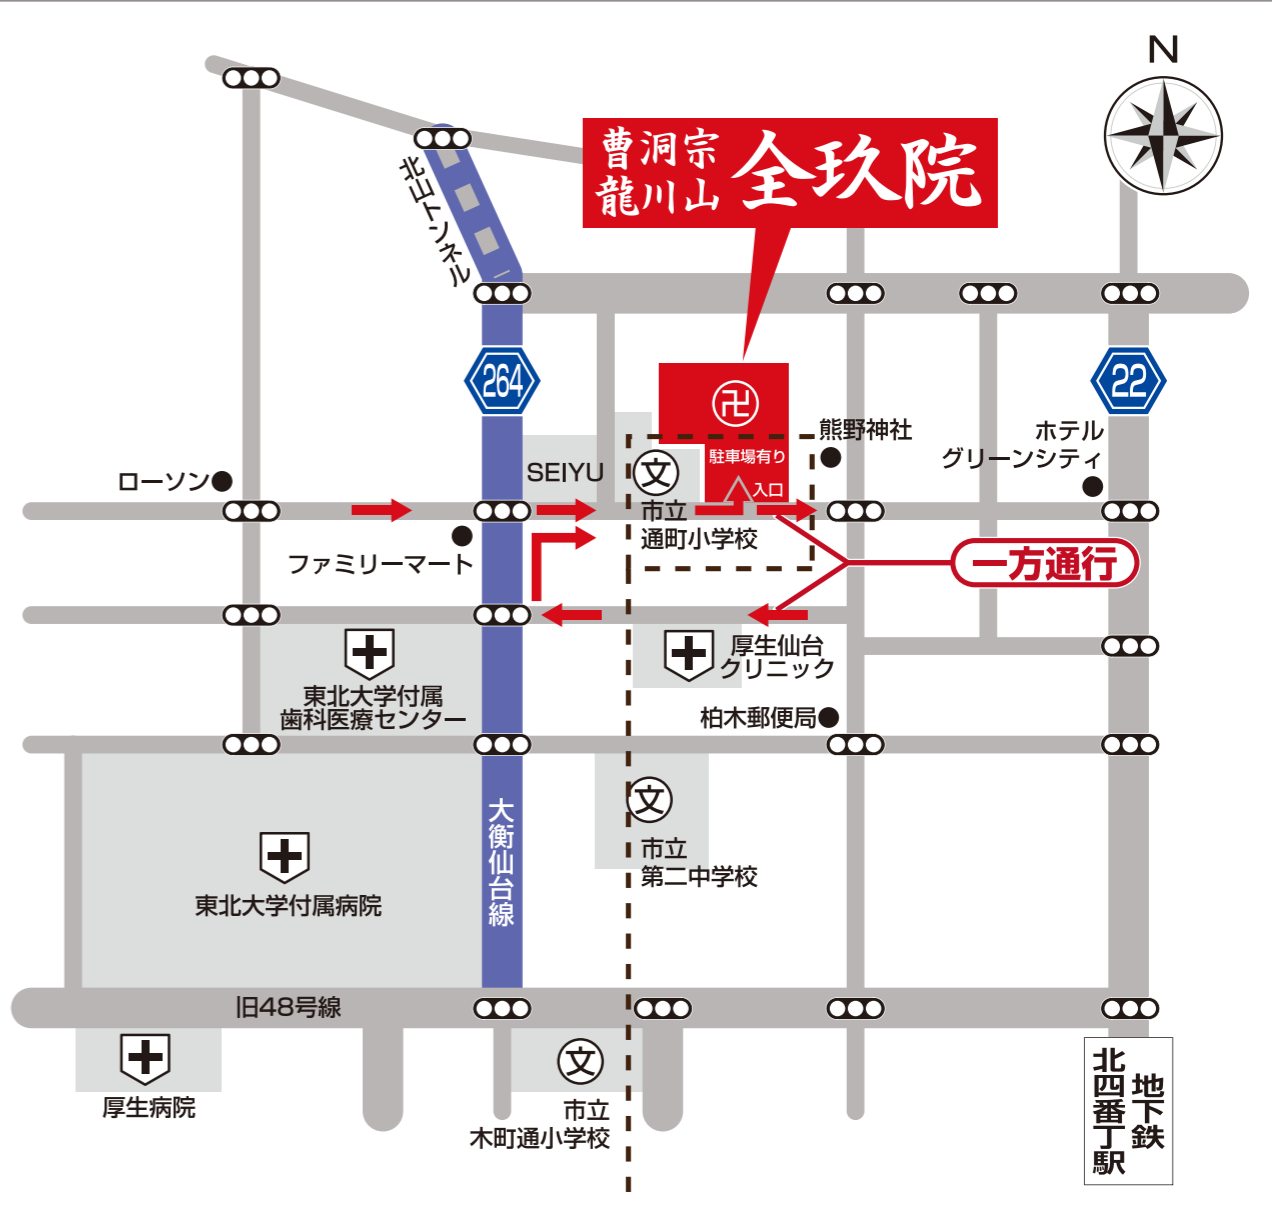 N
曹洞宗
龍川山
全玖院
北山トンネル
264
22
卍
駐車場有り
入口
熊野神社
ホテル
グリーンシティ
ローソン
SEIYU
文
市立
通町小学校
ファミリーマート
一方通行
東北大学付属
歯科医療センター
厚生仙台
クリニック
柏木郵便局
大衡仙台線
文
市立
第二中学校
東北大学付属病院
旧48号線
厚生病院
文
市立
木町通小学校
地下鉄
北四番丁駅